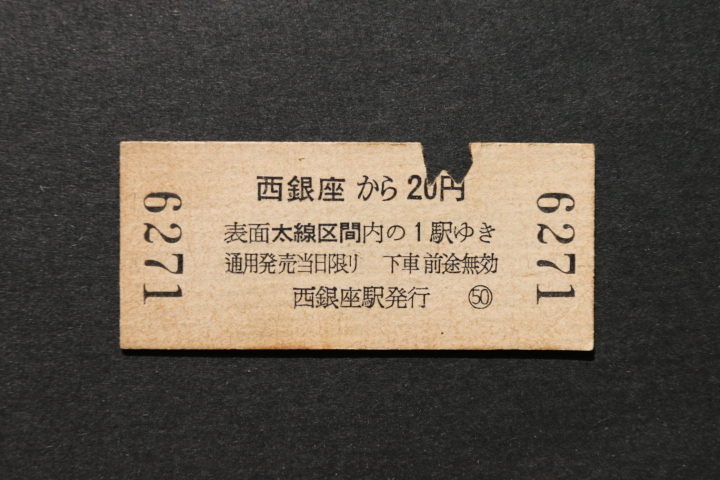 西銀座 から 20円
表面太線区間内の1駅ゆき
通用発売当日限り 下車前途無効
西銀座駅発行 ㊿
6271
6271